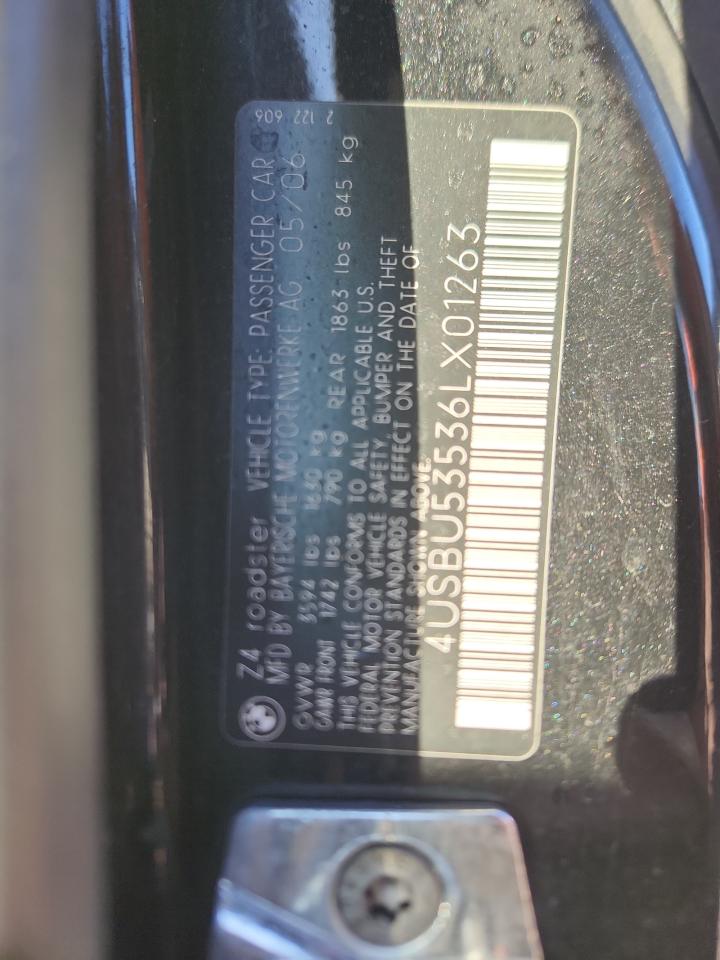 Z4 roadster VEHICLE TYPE: PASSENGER CAR
2 122 606
MFD BY BAYERISCHE MOTORENWERKE AG 05/06
GVWR 3594 lbs 1630 kg
GAWR FRONT 1742 lbs 790 kg REAR 1863 lbs 845 kg
THIS VEHICLE CONFORMS TO ALL APPLICABLE U.S.
FEDERAL MOTOR VEHICLE SAFETY, BUMPER AND THEFT
PREVENTION STANDARDS IN EFFECT ON THE DATE OF
MANUFACTURE SHOWN ABOVE.
4USBU53536LX01263